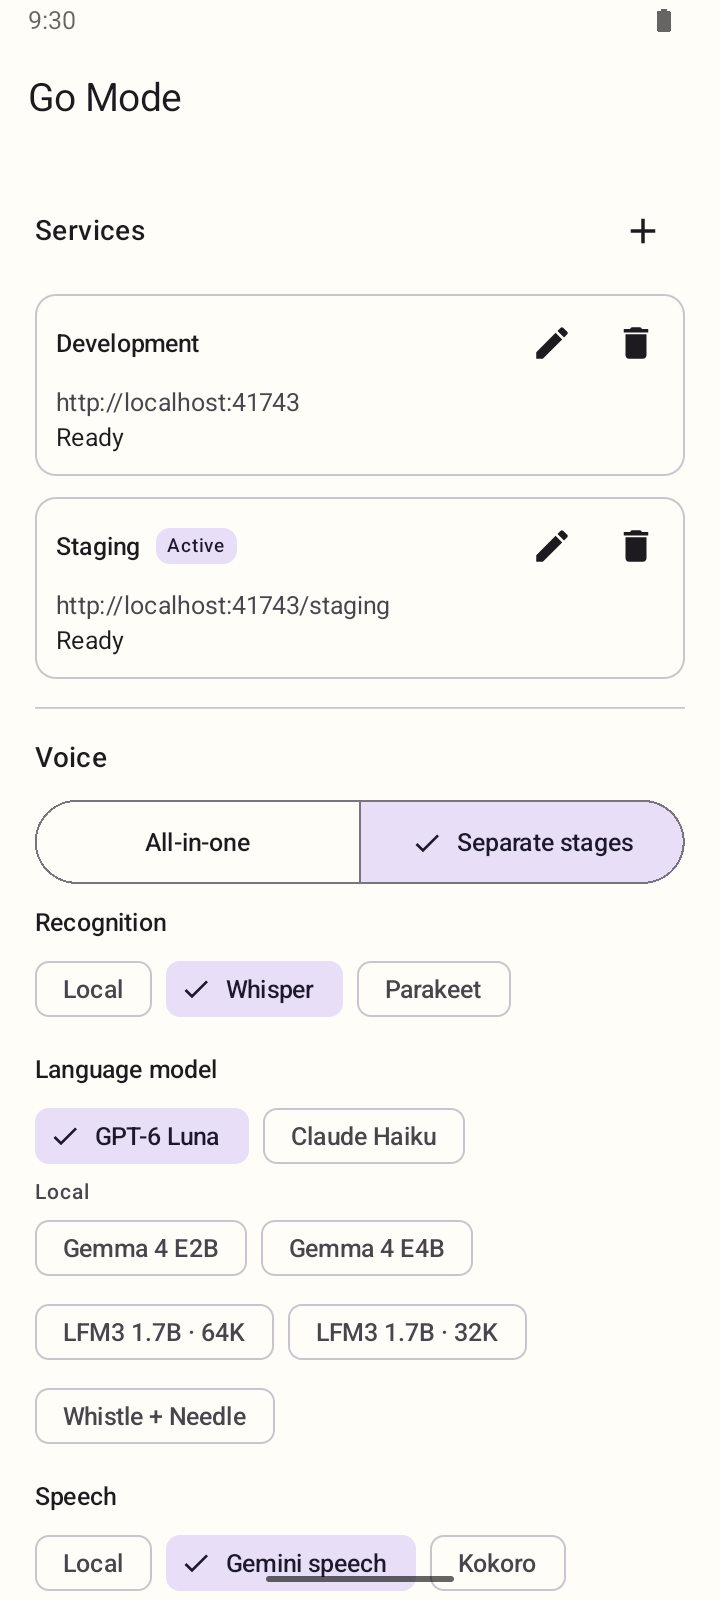 9:30
Go Mode
Services
Development
http://localhost:41743
Ready
Staging Active
http://localhost:41743/staging
Ready
Voice
All-in-one Separate stages
Recognition
Local Whisper Parakeet
Language model
GPT-6 Luna Claude Haiku
Local
Gemma 4 E2B Gemma 4 E4B
LFM3 1.7B · 64K LFM3 1.7B · 32K
Whistle + Needle
Speech
Local Gemini speech Kokoro